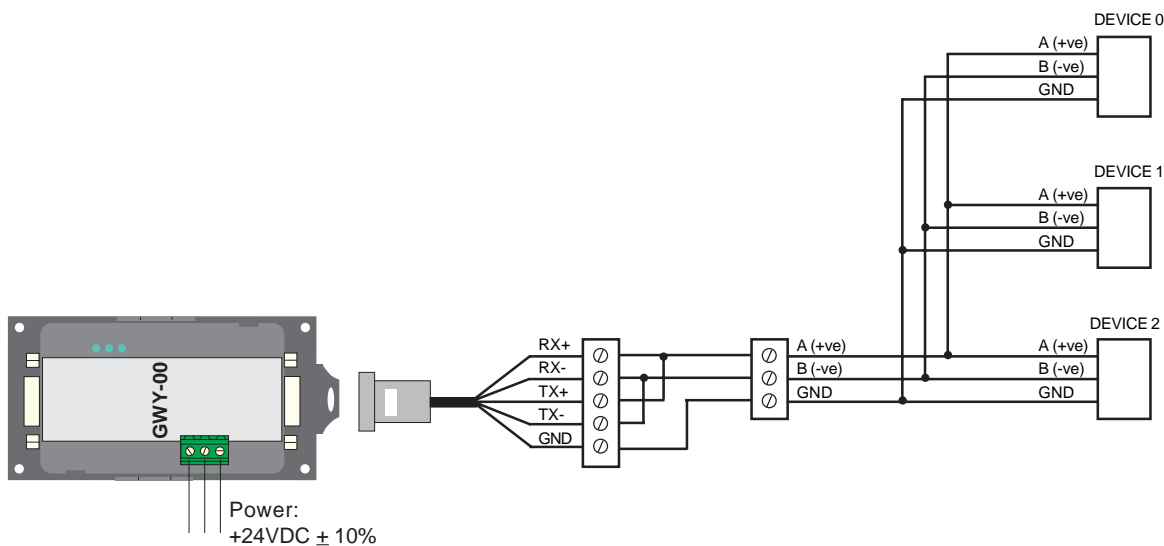 DEVICE 0
A (+ve)
B (-ve)
GND
DEVICE 1
A (+ve)
B (-ve)
GND
DEVICE 2
A (+ve)
B (-ve)
GND
RX+
RX-
TX+
TX-
GND
A (+ve)
B (-ve)
GND
GWY-00
Power:
+24VDC ± 10%